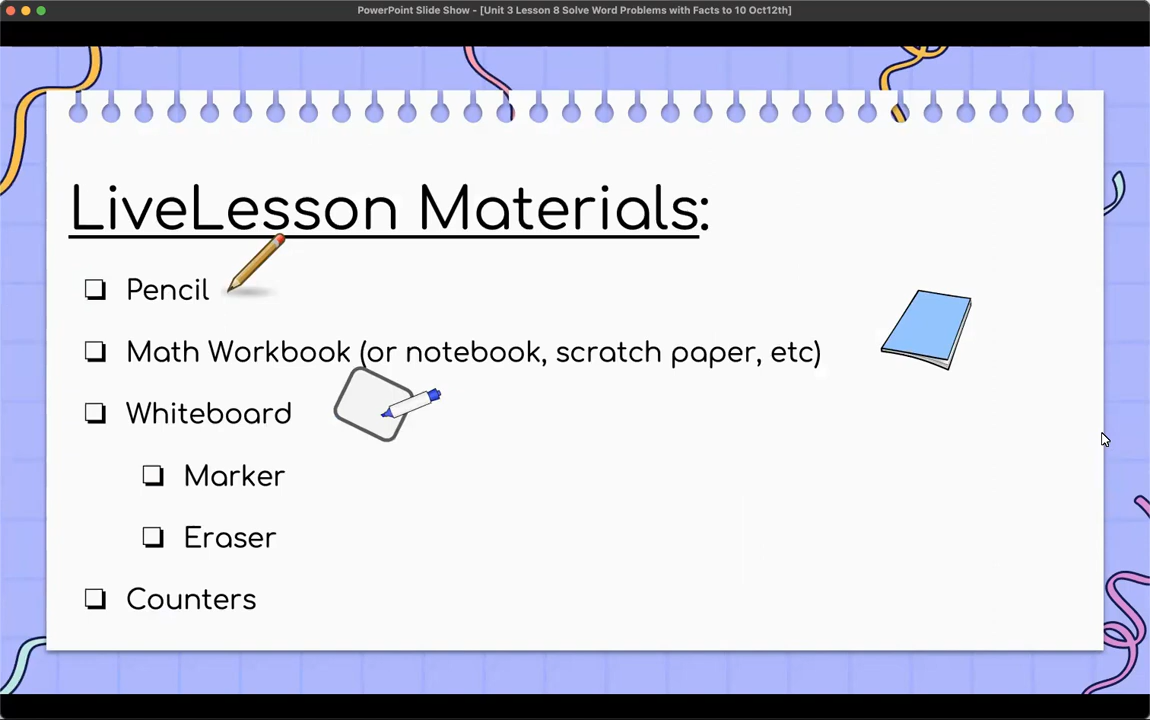 PowerPoint Slide Show - [Unit 3 Lesson 8 Solve Word Problems with Facts to 10 Oct12th]
LiveLesson Materials:
Pencil
Math Workbook (or notebook, scratch paper, etc)
Whiteboard
Marker
Eraser
Counters